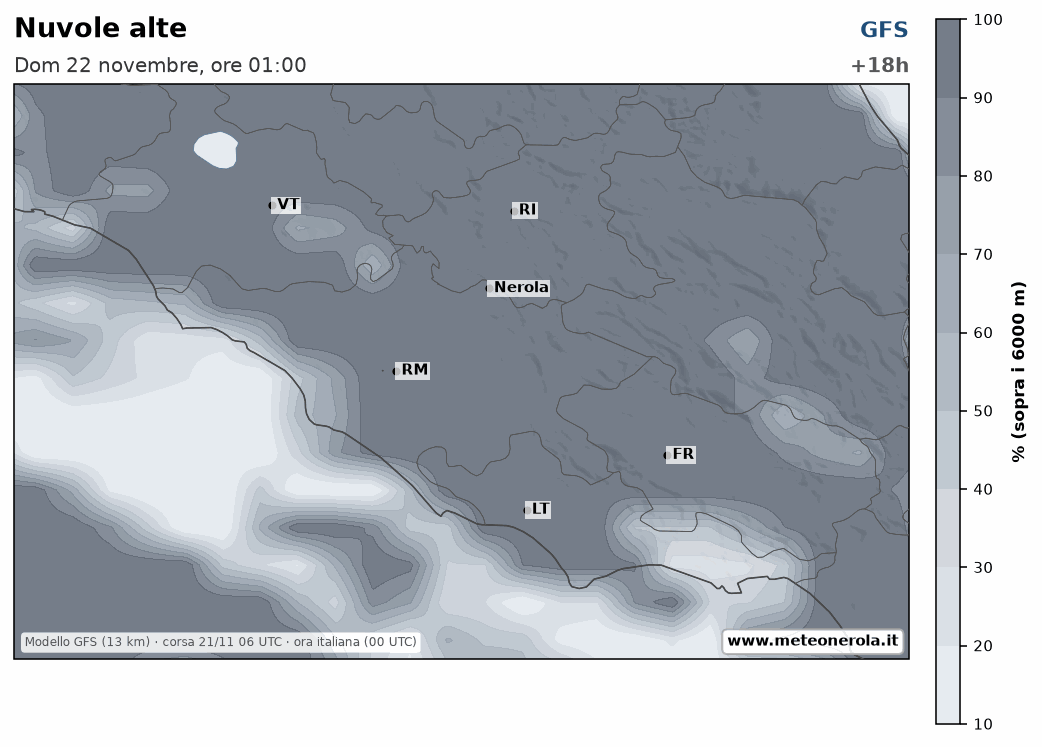 Nuvole alte
GFS
Dom 22 novembre, ore 01:00
+18h
VT
RI
Nerola
RM
FR
LT
Modello GFS (13 km) · corsa 21/11 06 UTC · ora italiana (00 UTC)
www.meteonerola.it
100
90
80
70
60
50
40
30
20
10
% (sopra i 6000 m)